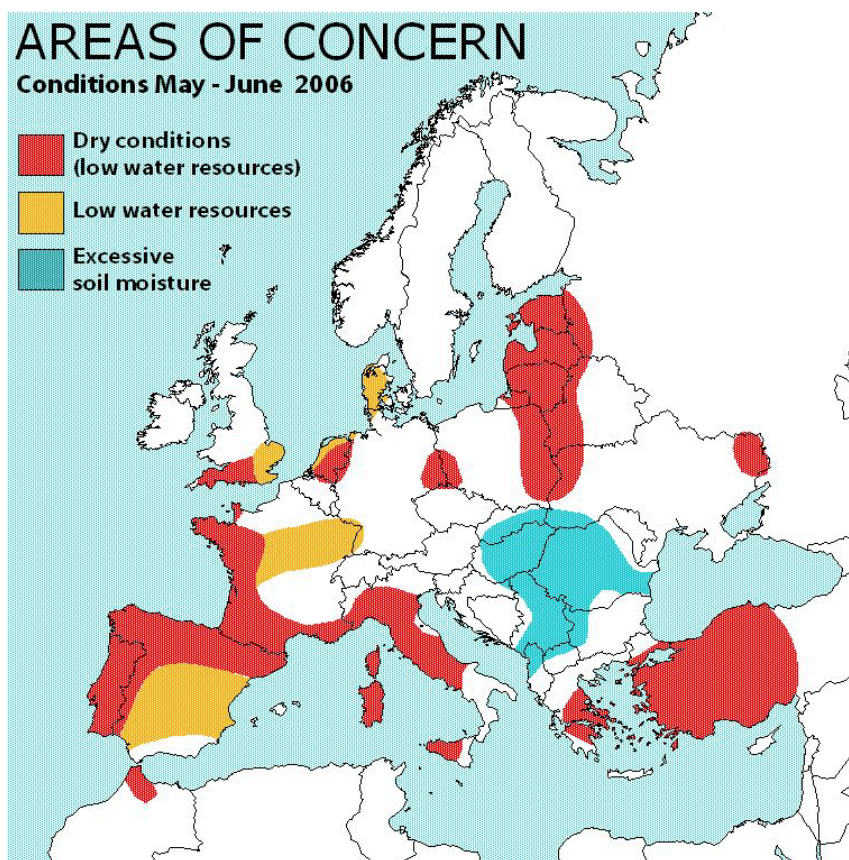 AREAS OF CONCERN
Conditions May - June 2006
Dry conditions
(low water resources)
Low water resources
Excessive
soil moisture